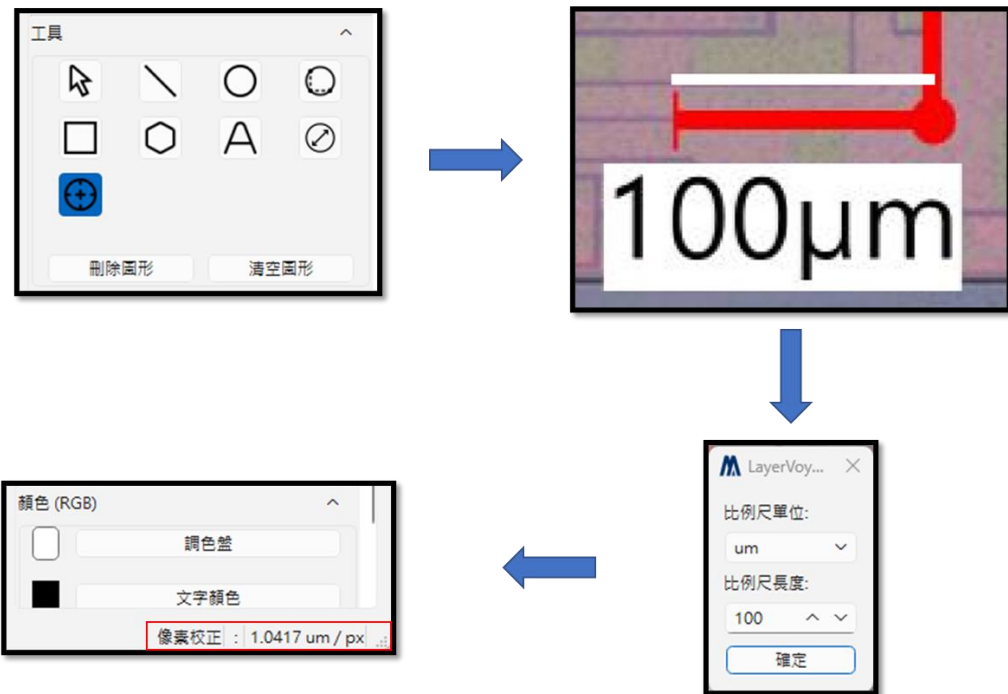 工具
刪除圖形
清空圖形
100μm
LayerVoy...
比例尺單位:
um
比例尺長度:
100
確定
顏色 (RGB)
調色盤
文字顏色
像素校正 : 1.0417 um / px